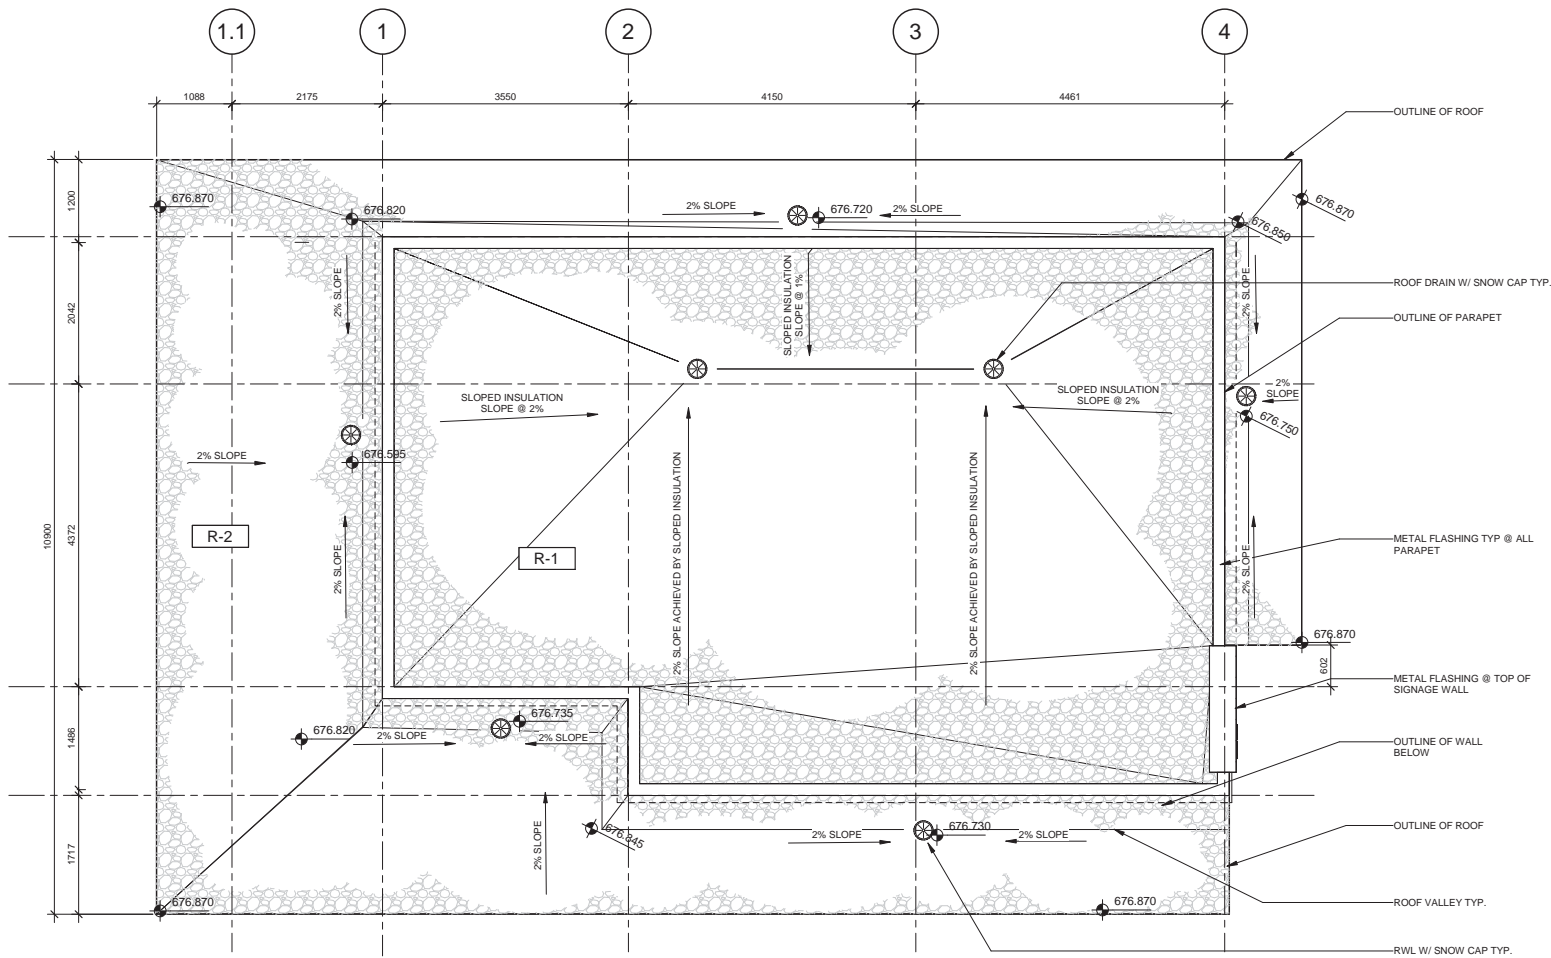 1.1
1
2
3
4
1088
2175
3550
4150
4461
OUTLINE OF ROOF
10900
1200
2042
4372
1486
1717
676.870
676.820
2% SLOPE
676.720
2% SLOPE
676.850
676.870
2% SLOPE
SLOPED INSULATION
SLOPE @ 1%
2% SLOPE
ROOF DRAIN W/ SNOW CAP TYP.
OUTLINE OF PARAPET
SLOPED INSULATION
SLOPE @ 2%
SLOPED INSULATION
SLOPE @ 2%
2%
SLOPE
676.750
2% SLOPE
676.595
R-2
R-1
2% SLOPE
2% SLOPE ACHIEVED BY SLOPED INSULATION
2% SLOPE ACHIEVED BY SLOPED INSULATION
2% SLOPE
METAL FLASHING TYP @ ALL
PARAPET
676.870
602
METAL FLASHING @ TOP OF
SIGNAGE WALL
676.820
676.735
2% SLOPE
2% SLOPE
OUTLINE OF WALL
BELOW
2% SLOPE
676.845
2% SLOPE
676.730
2% SLOPE
OUTLINE OF ROOF
676.870
676.870
ROOF VALLEY TYP.
RWL W/ SNOW CAP TYP.